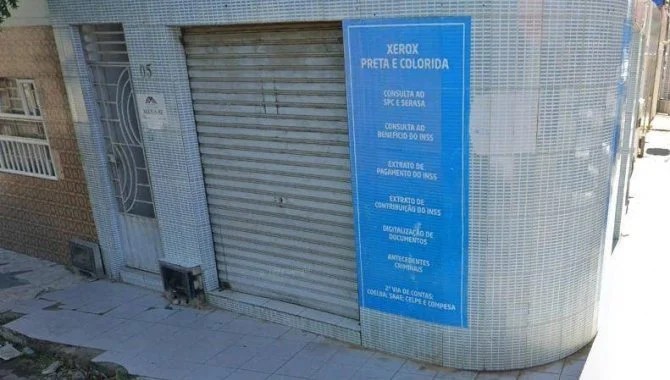 05
XEROX
PRETA E COLORIDA
CONSULTA AO
SPC E SERASA
CONSULTA AO
BENEFÍCIO DO INSS
EXTRATO DE
PAGAMENTO DO INSS
EXTRATO DE
CONTRIBUIÇÃO DO INSS
DIGITALIZAÇÃO DE
DOCUMENTOS
ANTECEDENTES
CRIMINAIS
2ª VIA DE CONTAS:
COELBA, SAAE, CELPE E COMPESA